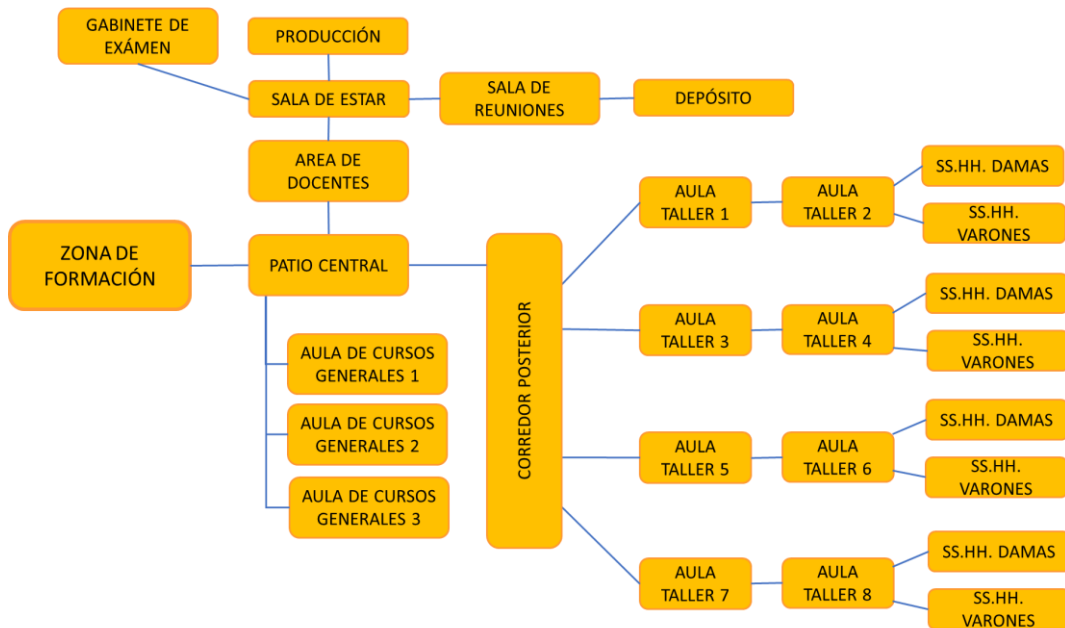 GABINETE DE
EXÁMEN
PRODUCCIÓN
SALA DE ESTAR
SALA DE
REUNIONES
DEPÓSITO
AREA DE
DOCENTES
ZONA DE
FORMACIÓN
PATIO CENTRAL
AULA DE CURSOS
GENERALES 1
AULA DE CURSOS
GENERALES 2
AULA DE CURSOS
GENERALES 3
CORREDOR POSTERIOR
AULA
TALLER 1
AULA
TALLER 2
SS.HH. DAMAS
SS.HH.
VARONES
AULA
TALLER 3
AULA
TALLER 4
SS.HH. DAMAS
SS.HH.
VARONES
AULA
TALLER 5
AULA
TALLER 6
SS.HH. DAMAS
SS.HH.
VARONES
AULA
TALLER 7
AULA
TALLER 8
SS.HH. DAMAS
SS.HH.
VARONES